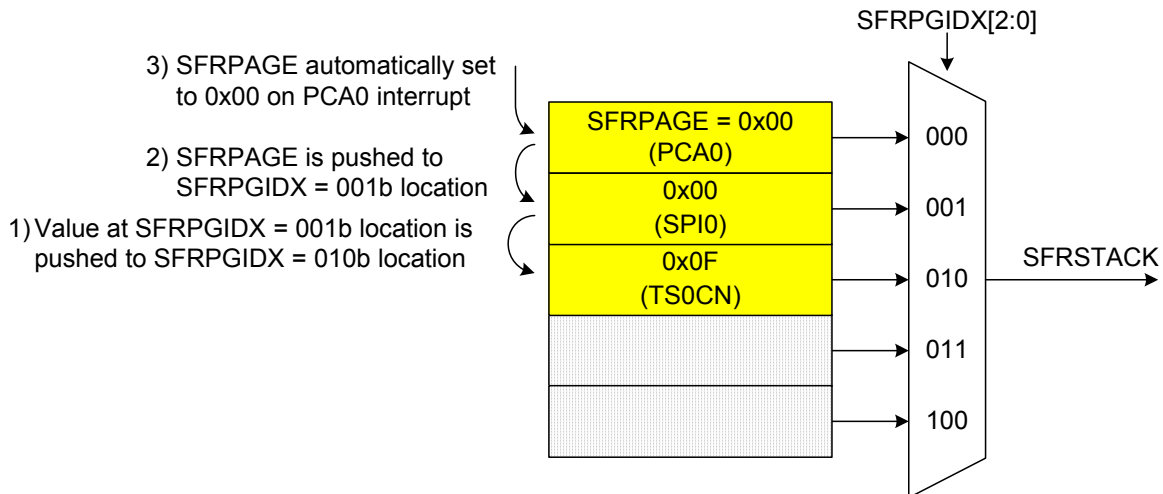 SFRPGIDX[2:0]
3) SFRPAGE automatically set
to 0x00 on PCA0 interrupt
2) SFRPAGE is pushed to
SFRPGIDX = 001b location
1) Value at SFRPGIDX = 001b location is
pushed to SFRPGIDX = 010b location
SFRPAGE = 0x00
(PCA0)
000
0x00
(SPI0)
001
0x0F
(TS0CN)
010
011
100
SFRSTACK